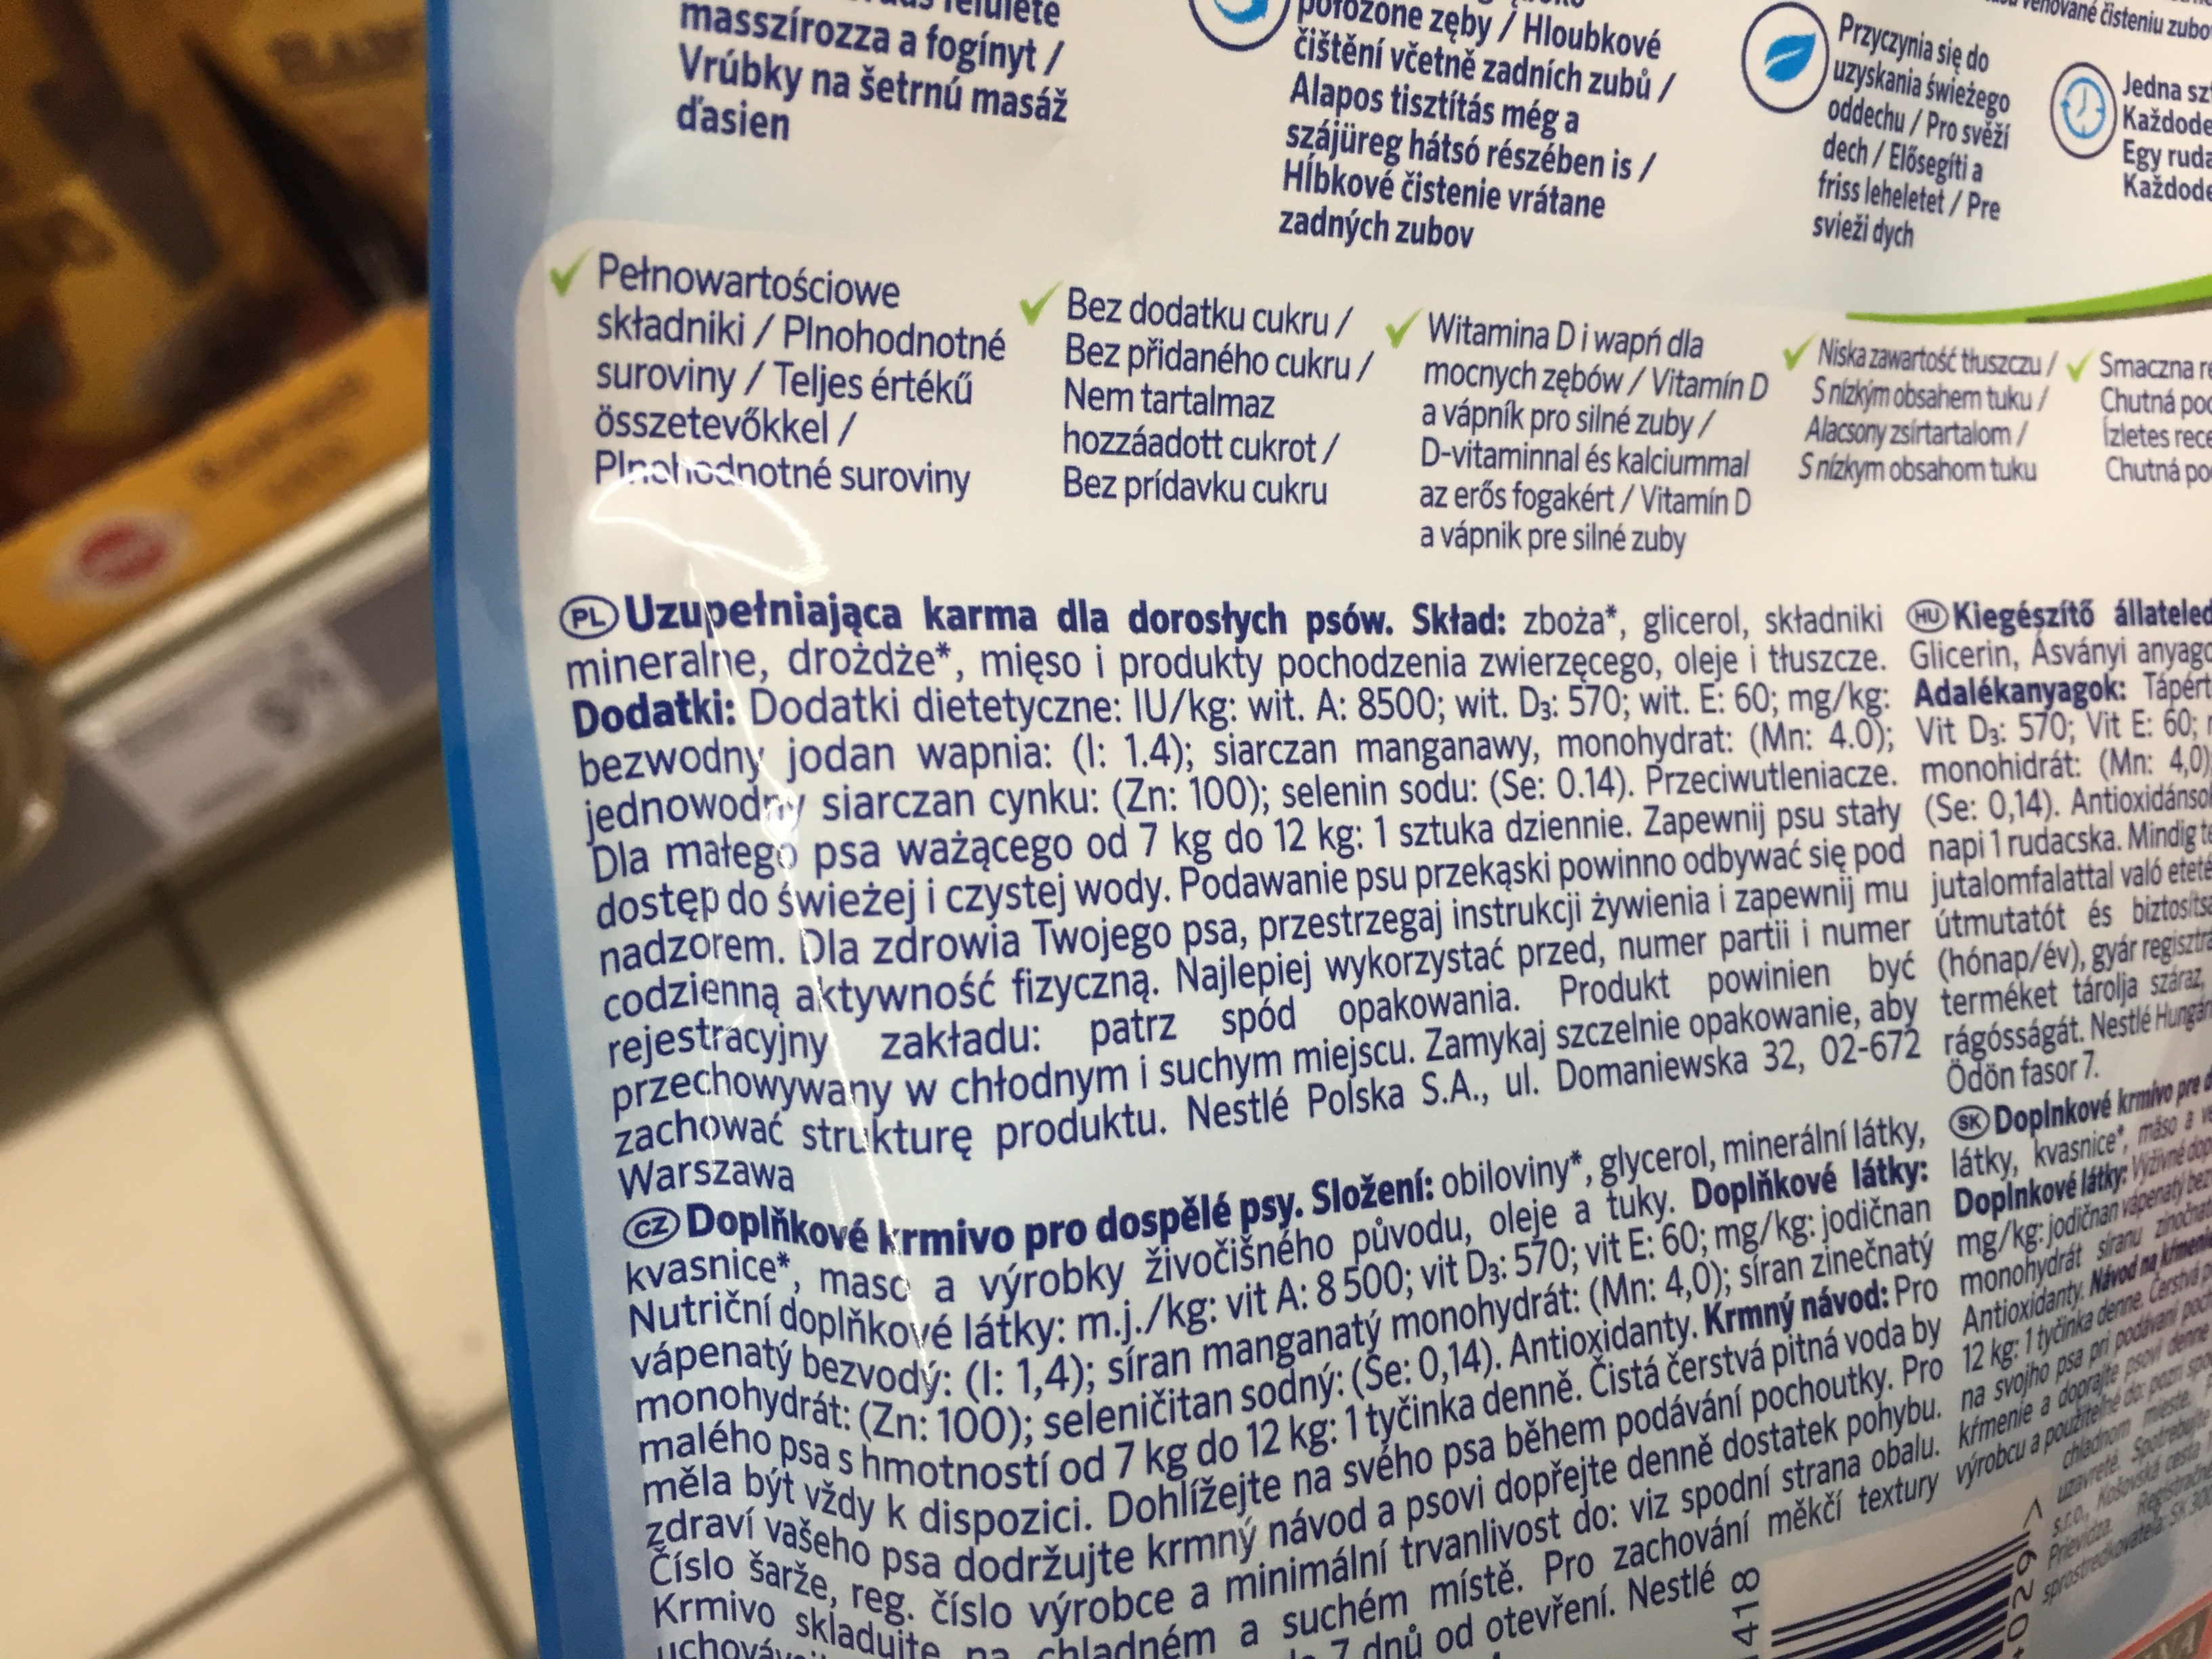 masszírozza a fogínyt /
Vrúbky na šetrnú masáž
ďasien
położone zęby / Hloubkové
čištění včetně zadních zubů /
Alapos tisztítás még a
szájüreg hátsó részében is /
Hĺbkové čistenie vrátane
zadných zubov
Przyczynia się do
uzyskania świeżego
oddechu / Pro svěží
dech / Elősegíti a
friss leheletet / Pre
svieži dych
Jedna
Každode
Egy ruda
Každode
Pełnowartościowe
składniki / Plnohodnotné
suroviny / Teljes értékű
összetevőkkel /
Plnohodnotné suroviny
Bez dodatku cukru /
Bez přidaného cukru /
Nem tartalmaz
hozzáadott cukrot /
Bez prídavku cukru
Witamina D i wapń dla
mocnych zębów / Vitamín D
a vápník pro silné zuby /
D-vitaminnal és kalciummal
az erős fogakért / Vitamín D
a vápnik pre silné zuby
Niska zawartość tłuszczu /
S nízkým obsahem tuku /
Alacsony zsírtartalom /
S nízkym obsahom tuku
Smaczna
Chutná
Ízletes
Chutná
PL Uzupełniająca karma dla dorosłych psów. Skład: zboża*, glicerol, składniki
mineralne, drożdże*, mięso i produkty pochodzenia zwierzęcego, oleje i tłuszcze.
Dodatki: Dodatki dietetyczne: IU/kg: wit. A: 8500; wit. D3: 570; wit. E: 60; mg/kg:
bezwodny jodan wapnia: (I: 1.4); siarczan manganawy, monohydrat: (Mn: 4.0);
jednowodny siarczan cynku: (Zn: 100); selenin sodu: (Se: 0.14). Przeciwutleniacze.
Dla małego psa ważącego od 7 kg do 12 kg: 1 sztuka dziennie. Zapewnij psu stały
dostęp do świeżej i czystej wody. Podawanie psu przekąski powinno odbywać się pod
nadzorem. Dla zdrowia Twojego psa, przestrzegaj instrukcji żywienia i zapewnij mu
codzienną aktywność fizyczną. Najlepiej wykorzystać przed, numer partii i numer
rejestracyjny zakładu: patrz spód opakowania. Produkt powinien być
przechowywany w chłodnym i suchym miejscu. Zamykaj szczelnie opakowanie, aby
zachować strukturę produktu. Nestlé Polska S.A., ul. Domaniewska 32, 02-672
Warszawa
CZ Doplňkové krmivo pro dospělé psy. Složení: obiloviny*, glycerol, minerální látky,
kvasnice*, maso a výrobky živočišného původu, oleje a tuky. Doplňkové látky:
Nutriční doplňkové látky: m.j./kg: vit A: 8 500; vit D3: 570; vit E: 60; mg/kg: jodičnan
vápenatý bezvodý: (I: 1,4); síran manganatý monohydrát: (Mn: 4,0); síran zinečnatý
monohydrát: (Zn: 100); seleničitan sodný: (Se: 0,14). Antioxidanty. Krmný návod: Pro
malého psa s hmotností od 7 kg do 12 kg: 1 tyčinka denně. Čistá čerstvá pitná voda by
měla být vždy k dispozici. Dohlížejte na svého psa během podávání pochoutky. Pro
zdraví vašeho psa dodržujte krmný návod a psovi dopřejte denně dostatek pohybu.
Číslo šarže, reg. číslo výrobce a minimální trvanlivost do: viz spodní strana obalu.
Krmivo skladujte na chladném a suchém místě. Pro zachování měkčí textury
7 dnů od otevření. Nestlé
HU Kiegészítő
Glicerin, Ásványi
Adalékanyagok:
Vit D3: 570; Vit E: 60;
monohidrát: (Mn: 4,0)
(Se: 0,14).
napi 1 rudacska. Mindig
jutalomfalattal való
útmutatót és
(hónap/év), gyár
terméket tárolja száraz,
rágósságát. Nestlé
Ödön fasor 7.
SK Doplnkové krmivo pre
látky, kvasnice*, mäso a
Doplnkové látky:
mg/kg: jodičnan
monohydrát
Antioxidanty.
12 kg: 1 tyčinka denne.
na svojho psa pri
kŕmenie a doprajte
výrobcu a